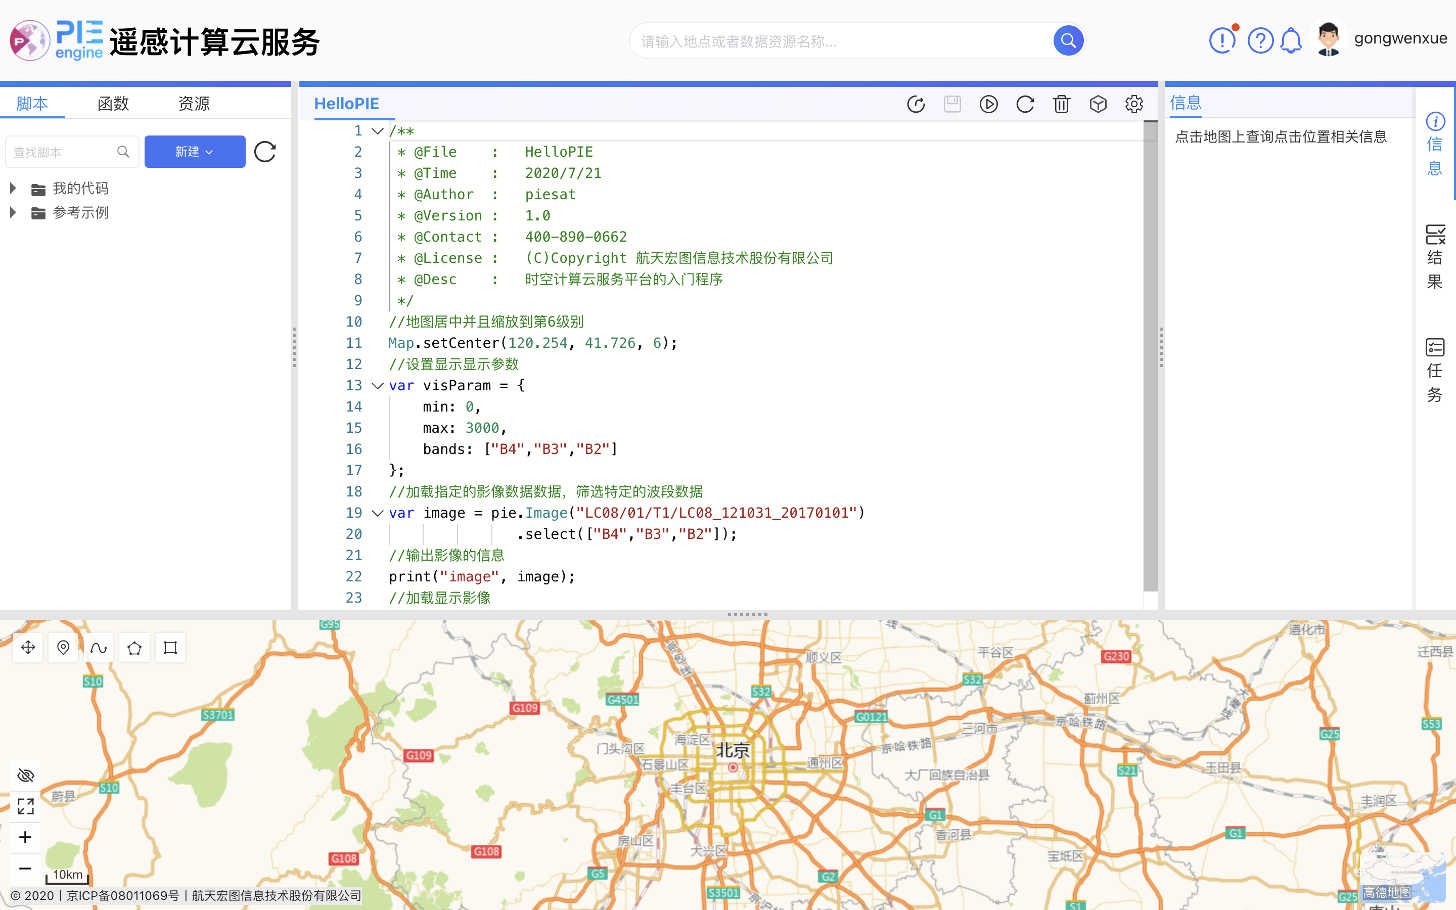 PIE engine 遥感计算云服务
请输入地点或者数据资源名称...
gongwenxue
脚本 函数 资源
查找脚本
新建
我的代码
参考示例
HelloPIE
1 /**
2 * @File : HelloPIE
3 * @Time : 2020/7/21
4 * @Author : piesat
5 * @Version : 1.0
6 * @Contact : 400-890-0662
7 * @License : (C)Copyright 航天宏图信息技术股份有限公司
8 * @Desc : 时空计算云服务平台的入门程序
9 */
10 //地图居中并且缩放到第6级别
11 Map.setCenter(120.254, 41.726, 6);
12 //设置显示显示参数
13 var visParam = {
14 min: 0,
15 max: 3000,
16 bands: ["B4","B3","B2"]
17 };
18 //加载指定的影像数据数据，筛选特定的波段数据
19 var image = pie.Image("LC08/01/T1/LC08_121031_20170101")
20 .select(["B4","B3","B2"]);
21 //输出影像的信息
22 print("image", image);
23 //加载显示影像
信息
点击地图上查询点击位置相关信息
信息
结果
任务
G95
遵化市
顺义区
平谷区
G230
迁西县
S10
S32
S32
G4501
蓟州区
G109
S3701
G0121
S53
京哈铁路
三河市
G25
海淀区
门头沟区
北京
京哈铁路
G109
石景山区
通州区
玉田县
S21
大厂回族自治县
S10
蔚县
丰台区
丰润区
G1
香河县
G1
房山区
大兴区
G108
G108
宝坻区
10km
G5
G2
S3501
高德地图
G25
S1
© 2020 | 京ICP备08011069号 | 航天宏图信息技术股份有限公司